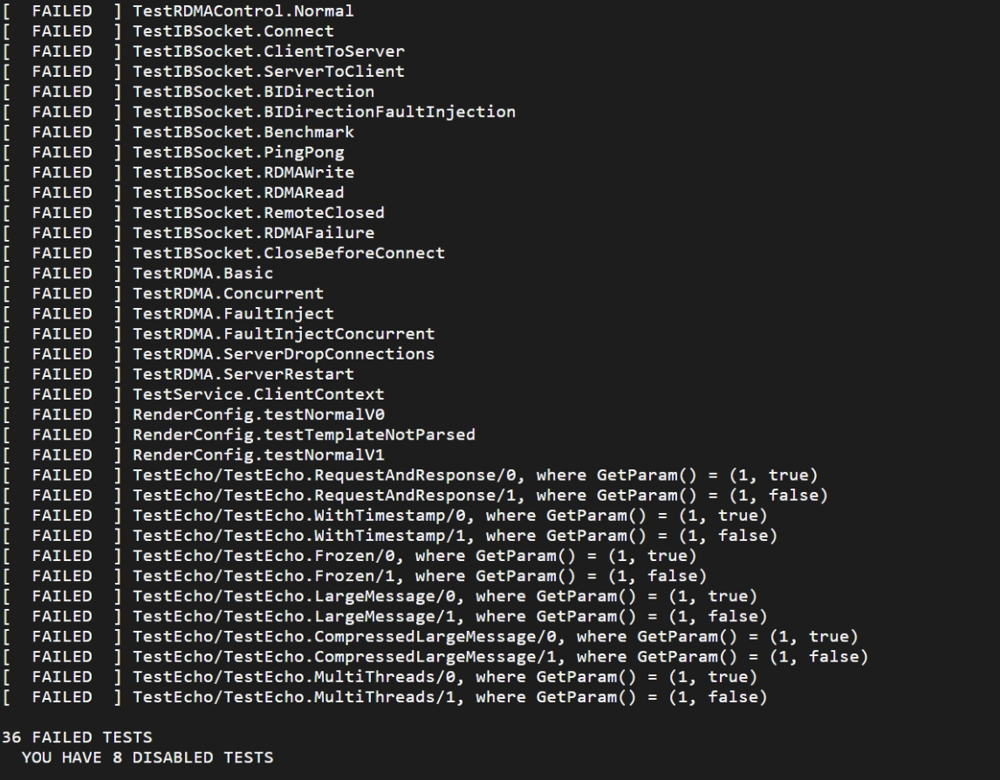 [  FAILED  ] TestRDMAControl.Normal
[  FAILED  ] TestIBSocket.Connect
[  FAILED  ] TestIBSocket.ClientToServer
[  FAILED  ] TestIBSocket.ServerToClient
[  FAILED  ] TestIBSocket.BIDirection
[  FAILED  ] TestIBSocket.BIDirectionFaultInjection
[  FAILED  ] TestIBSocket.Benchmark
[  FAILED  ] TestIBSocket.PingPong
[  FAILED  ] TestIBSocket.RDMAWrite
[  FAILED  ] TestIBSocket.RDMARead
[  FAILED  ] TestIBSocket.RemoteClosed
[  FAILED  ] TestIBSocket.RDMAFailure
[  FAILED  ] TestIBSocket.CloseBeforeConnect
[  FAILED  ] TestRDMA.Basic
[  FAILED  ] TestRDMA.Concurrent
[  FAILED  ] TestRDMA.FaultInject
[  FAILED  ] TestRDMA.FaultInjectConcurrent
[  FAILED  ] TestRDMA.ServerDropConnections
[  FAILED  ] TestRDMA.ServerRestart
[  FAILED  ] TestService.ClientContext
[  FAILED  ] RenderConfig.testNormalV0
[  FAILED  ] RenderConfig.testTemplateNotParsed
[  FAILED  ] RenderConfig.testNormalV1
[  FAILED  ] TestEcho/TestEcho.RequestAndResponse/0, where GetParam() = (1, true)
[  FAILED  ] TestEcho/TestEcho.RequestAndResponse/1, where GetParam() = (1, false)
[  FAILED  ] TestEcho/TestEcho.WithTimestamp/0, where GetParam() = (1, true)
[  FAILED  ] TestEcho/TestEcho.WithTimestamp/1, where GetParam() = (1, false)
[  FAILED  ] TestEcho/TestEcho.Frozen/0, where GetParam() = (1, true)
[  FAILED  ] TestEcho/TestEcho.Frozen/1, where GetParam() = (1, false)
[  FAILED  ] TestEcho/TestEcho.LargeMessage/0, where GetParam() = (1, true)
[  FAILED  ] TestEcho/TestEcho.LargeMessage/1, where GetParam() = (1, false)
[  FAILED  ] TestEcho/TestEcho.CompressedLargeMessage/0, where GetParam() = (1, true)
[  FAILED  ] TestEcho/TestEcho.CompressedLargeMessage/1, where GetParam() = (1, false)
[  FAILED  ] TestEcho/TestEcho.MultiThreads/0, where GetParam() = (1, true)
[  FAILED  ] TestEcho/TestEcho.MultiThreads/1, where GetParam() = (1, false)
36 FAILED TESTS
YOU HAVE 8 DISABLED TESTS